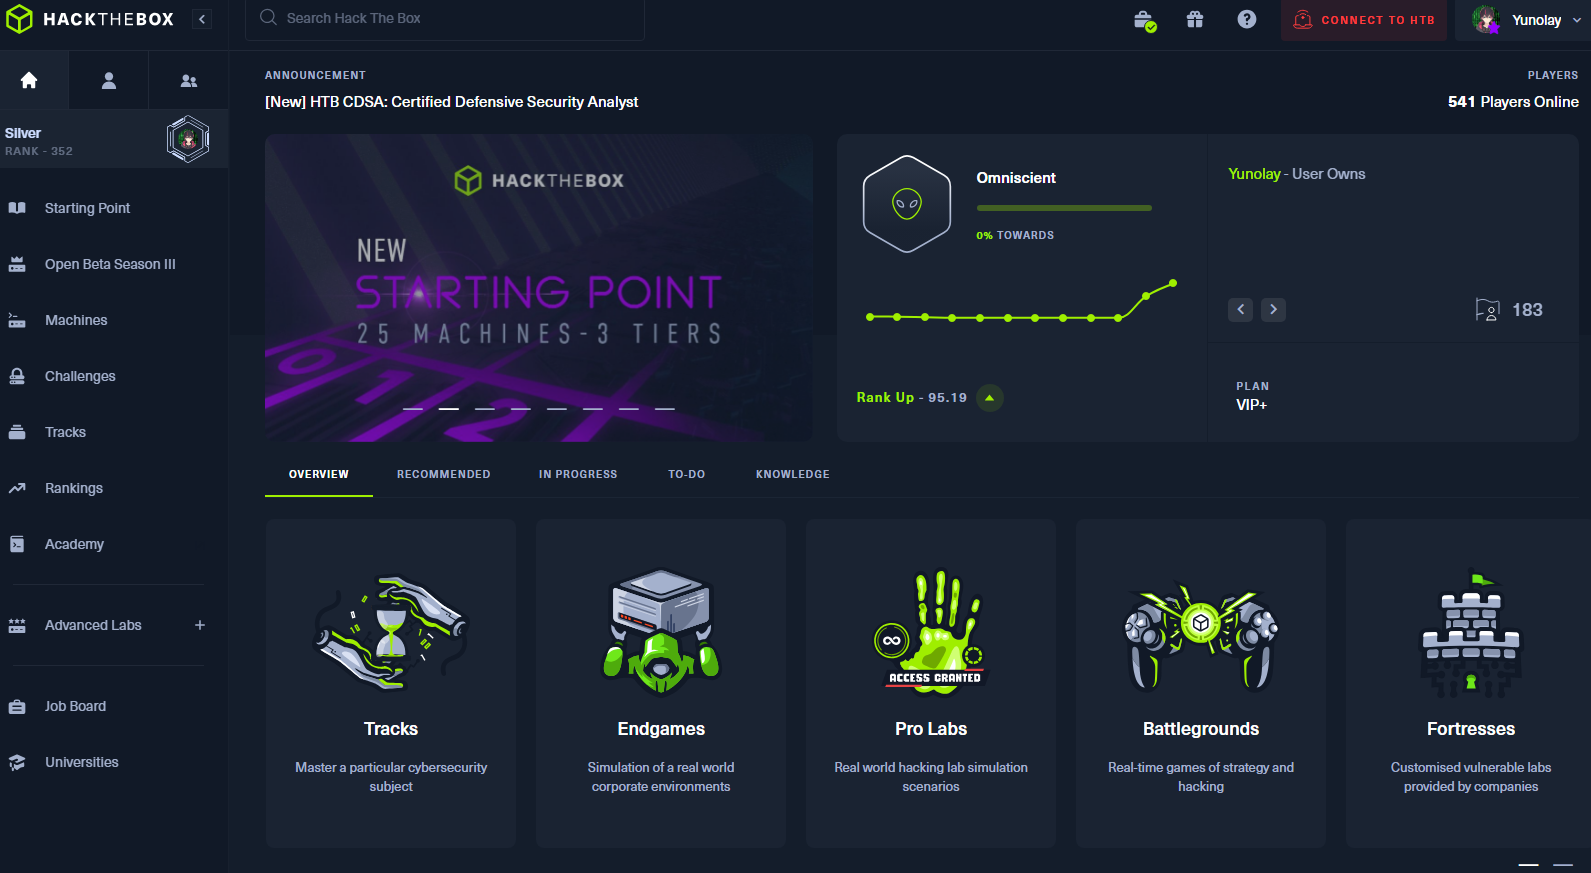 HACKTHEBOX
Search Hack The Box
CONNECT TO HTB
Yunolay
Silver
RANK - 352
Starting Point
Open Beta Season III
Machines
Challenges
Tracks
Rankings
Academy
Advanced Labs
Job Board
Universities
ANNOUNCEMENT
[New] HTB CDSA: Certified Defensive Security Analyst
PLAYERS
541 Players Online
HACKTHEBOX
NEW
STARTING POINT
25 MACHINES-3 TIERS
0
1
2
Omniscient
0% TOWARDS
Rank Up - 95.19
Yunolay - User Owns
183
PLAN
VIP+
OVERVIEW
RECOMMENDED
IN PROGRESS
TO-DO
KNOWLEDGE
Tracks
Master a particular cybersecurity
subject
Endgames
Simulation of a real world
corporate environments
ACCESS GRANTED
Pro Labs
Real world hacking lab simulation
scenarios
Battlegrounds
Real-time games of strategy and
hacking
Fortresses
Customised vulnerable labs
provided by companies